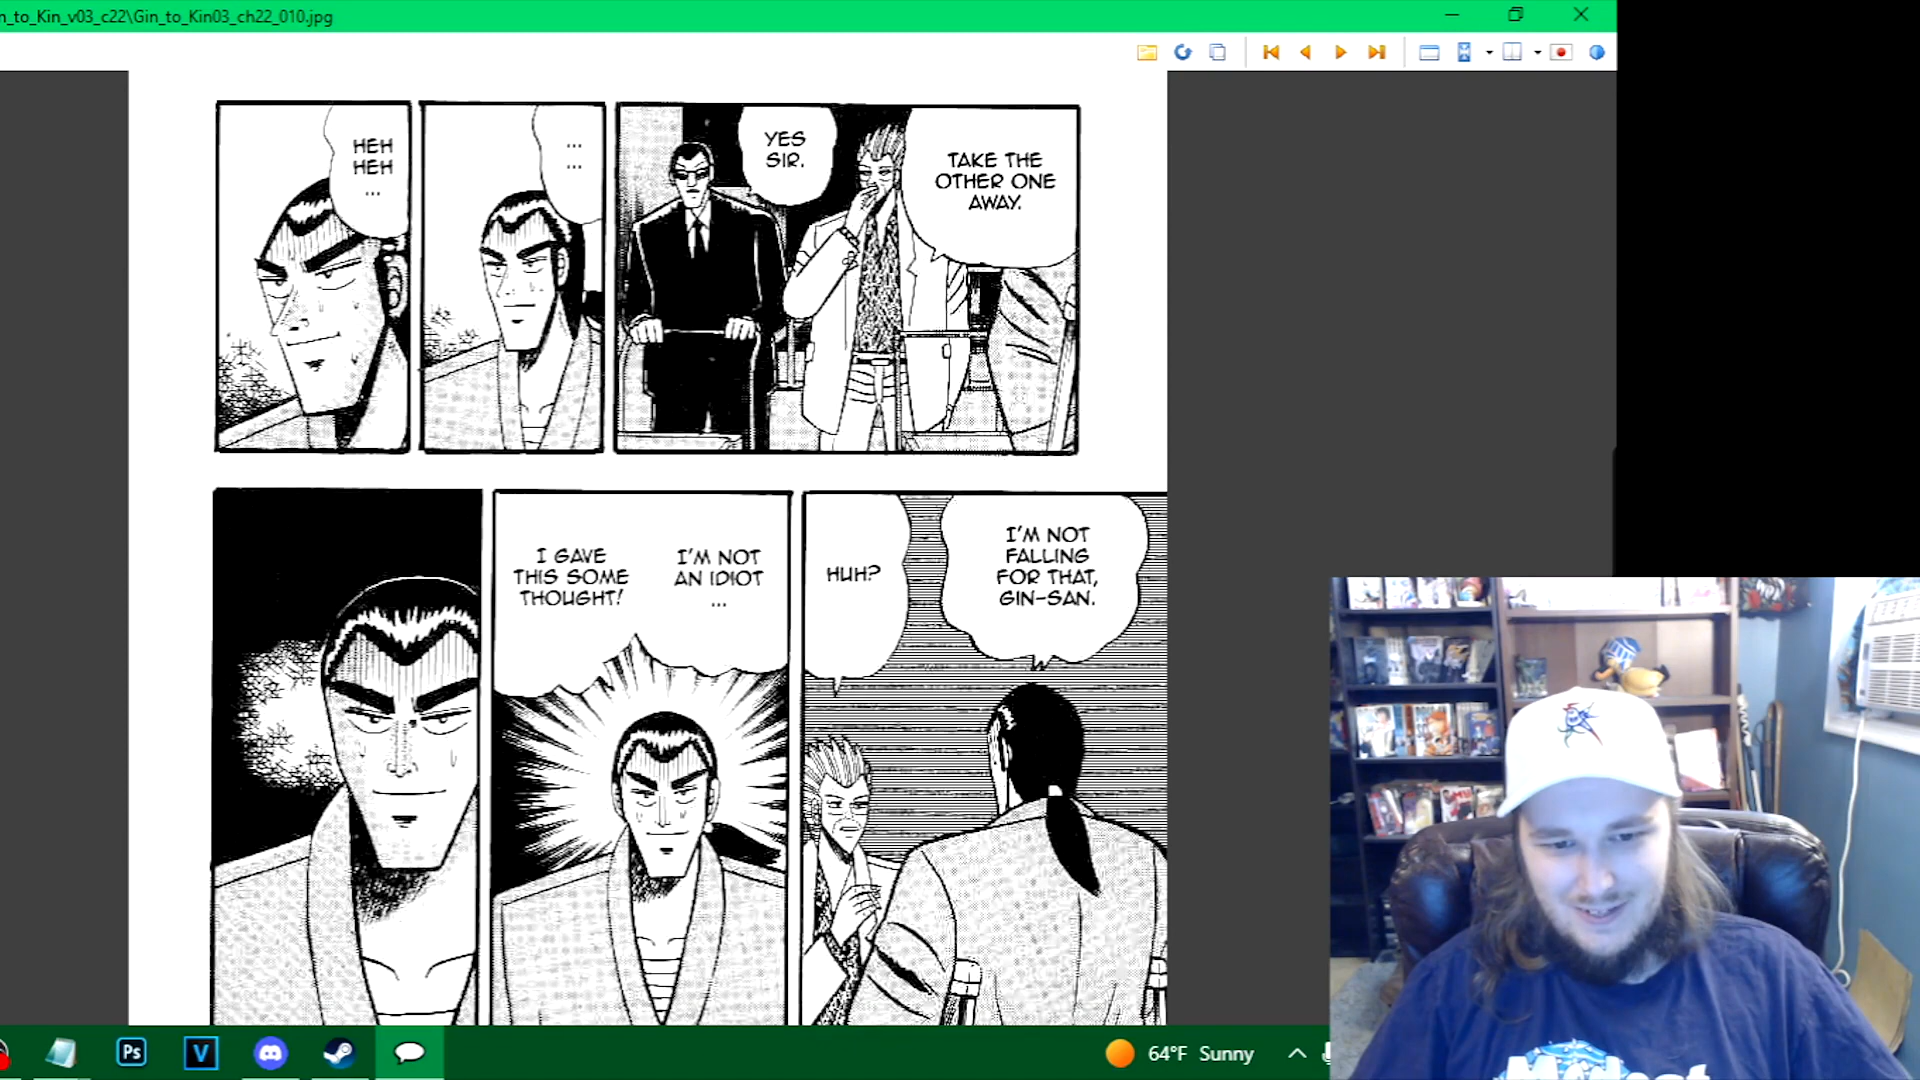 n_to_Kin_v03_c22\Gin_to_Kin03_ch22_010.jpg
TAKE THE
OTHER ONE
AWAY.
YES
SIR.
...
...
HEH
HEH
...
I'M NOT
FALLING
FOR THAT,
GIN-SAN.
HUH?
I'M NOT
AN IDIOT
...
I GAVE
THIS SOME
THOUGHT!
Ps
V
64°F Sunny